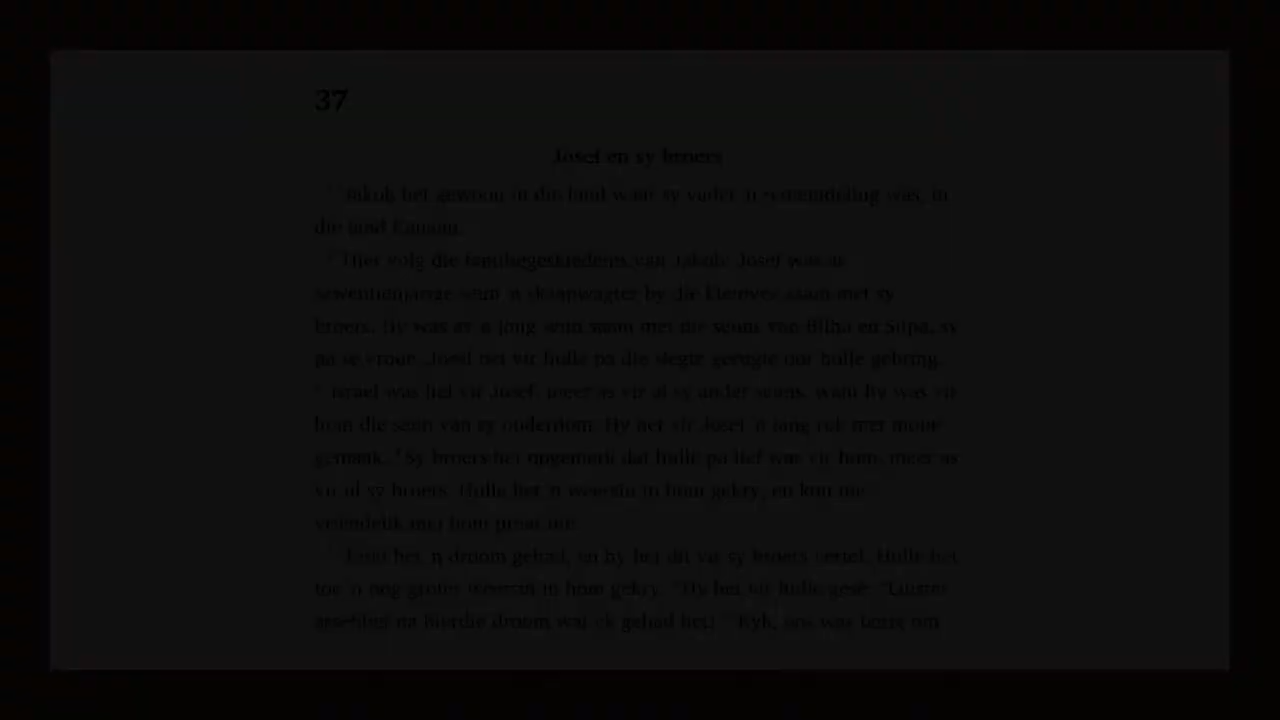 37
Josef en sy broers
Jakob het gewoon in die land waar sy vader 'n vreemdeling was, in
die land Kanaän.
Hier volg die familiegeskiedenis van Jakob: Josef was as
sewentienjarige seun 'n skaapwagter by die kleinvee saam met sy
broers. Hy was as 'n jong seun saam met die seuns van Bilha en Silpa, sy
pa se vroue. Josef het vir hulle pa die slegte gerugte oor hulle gebring.
Israel was lief vir Josef, meer as vir al sy ander seuns, want hy was vir
hom die seun van sy ouderdom. Hy het vir Josef 'n lang rok met moue
gemaak. ⁴Sy broers het opgemerk dat hulle pa lief was vir hom, meer as
vir al sy broers. Hulle het 'n weersin in hom gekry, en kon nie
vriendelik met hom praat nie.
Josef het 'n droom gehad, en hy het dit vir sy broers vertel. Hulle het
toe 'n nog groter weersin in hom gekry. ⁶Hy het vir hulle gesê: "Luister
asseblief na hierdie droom wat ek gehad het! ⁷Kyk, ons was besig om